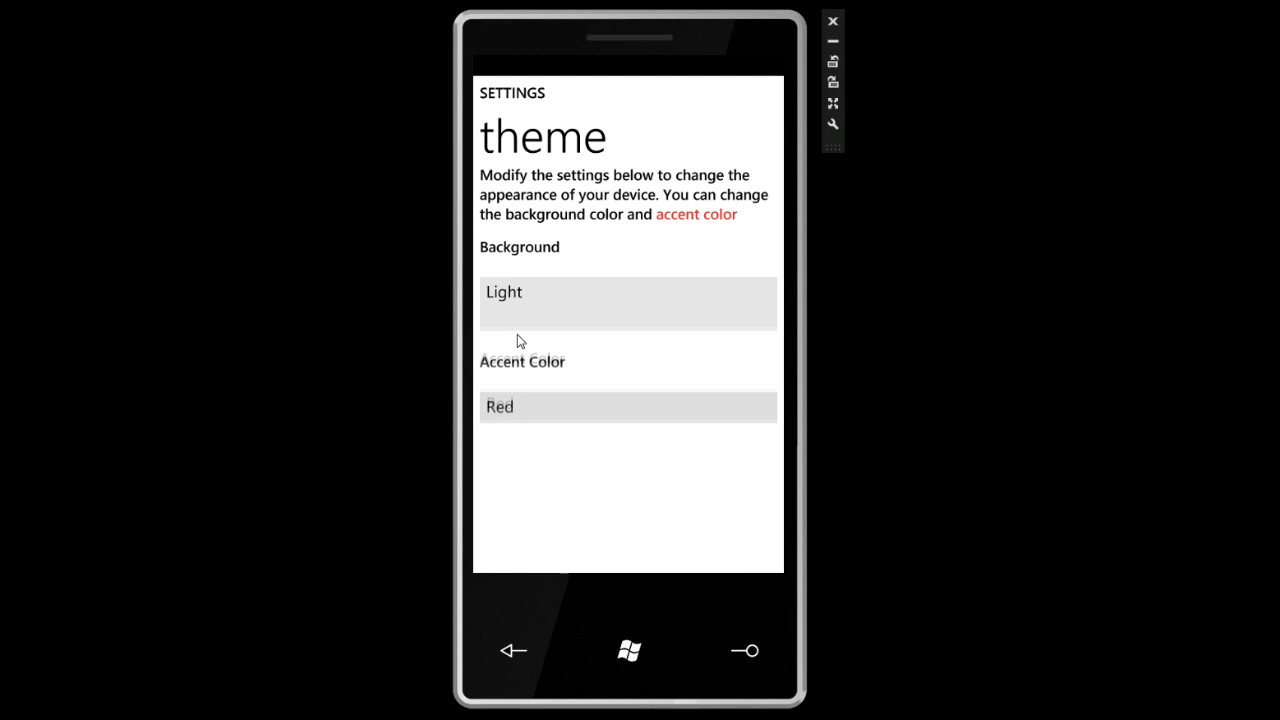 SETTINGS
theme
Modify the settings below to change the
appearance of your device. You can change
the background color and accent color
Background
Light
Accent Color
Red